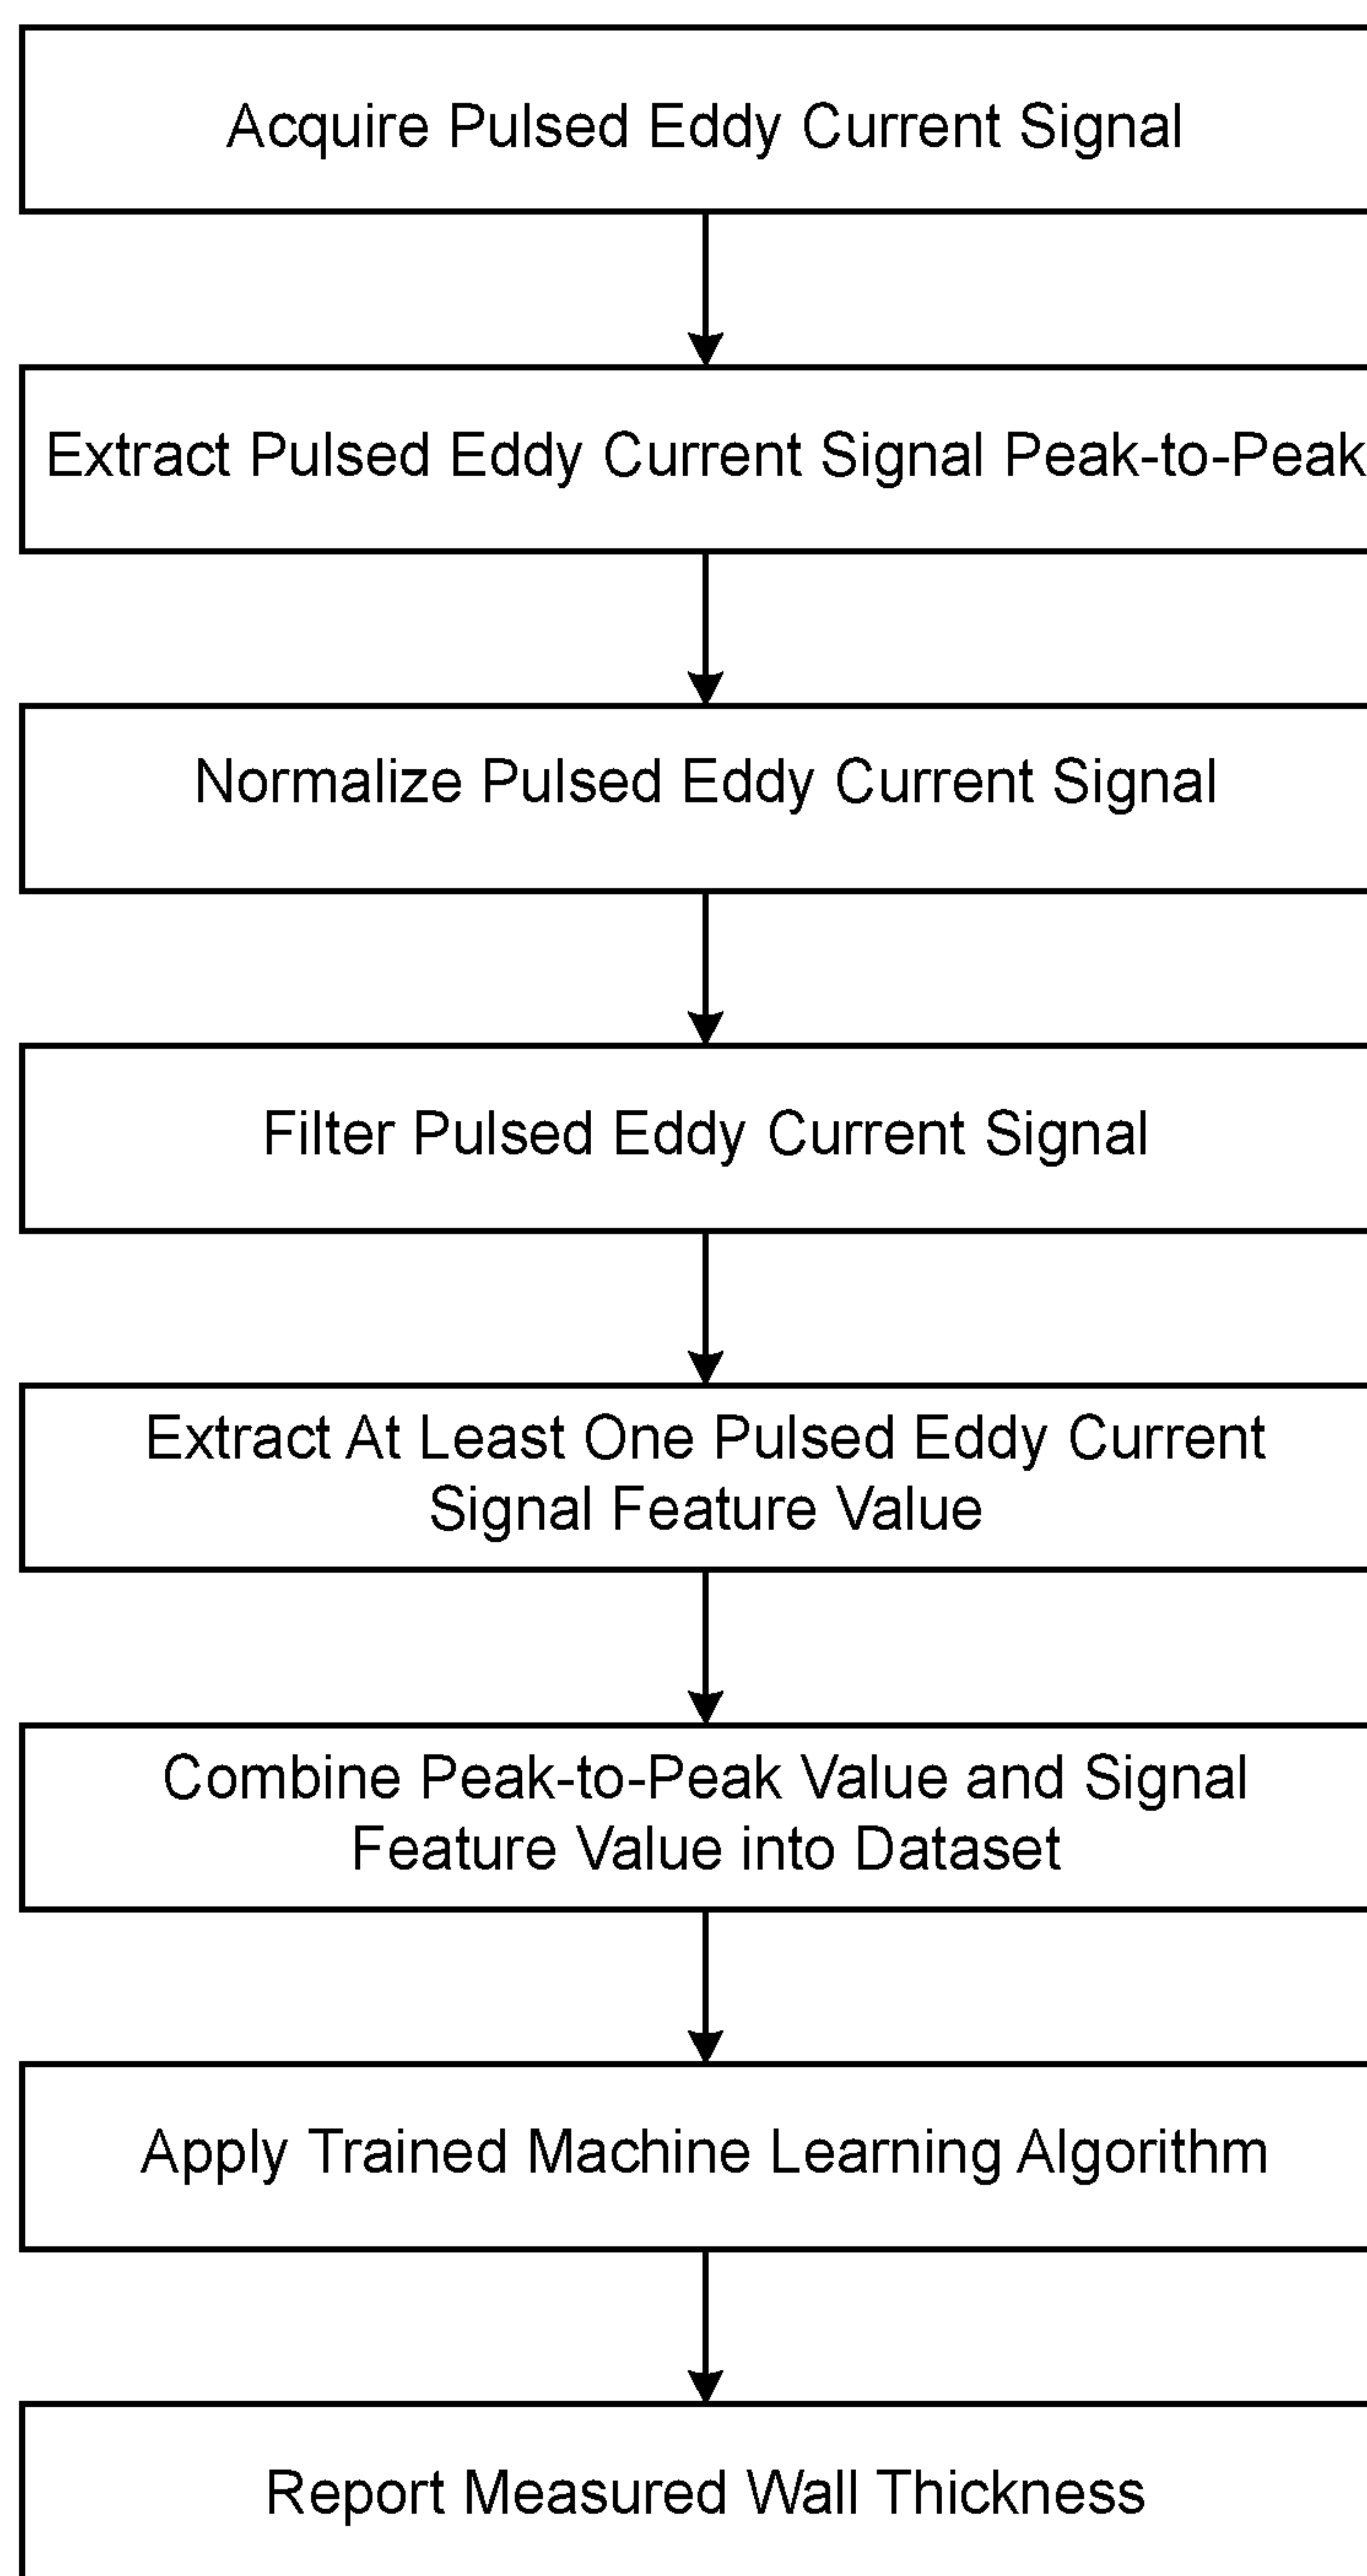 Acquire Pulsed Eddy Current Signal
Extract Pulsed Eddy Current Signal Peak-to-Peak
Normalize Pulsed Eddy Current Signal
Filter Pulsed Eddy Current Signal
Extract At Least One Pulsed Eddy Current
Signal Feature Value
Combine Peak-to-Peak Value and Signal
Feature Value into Dataset
Apply Trained Machine Learning Algorithm
Report Measured Wall Thickness